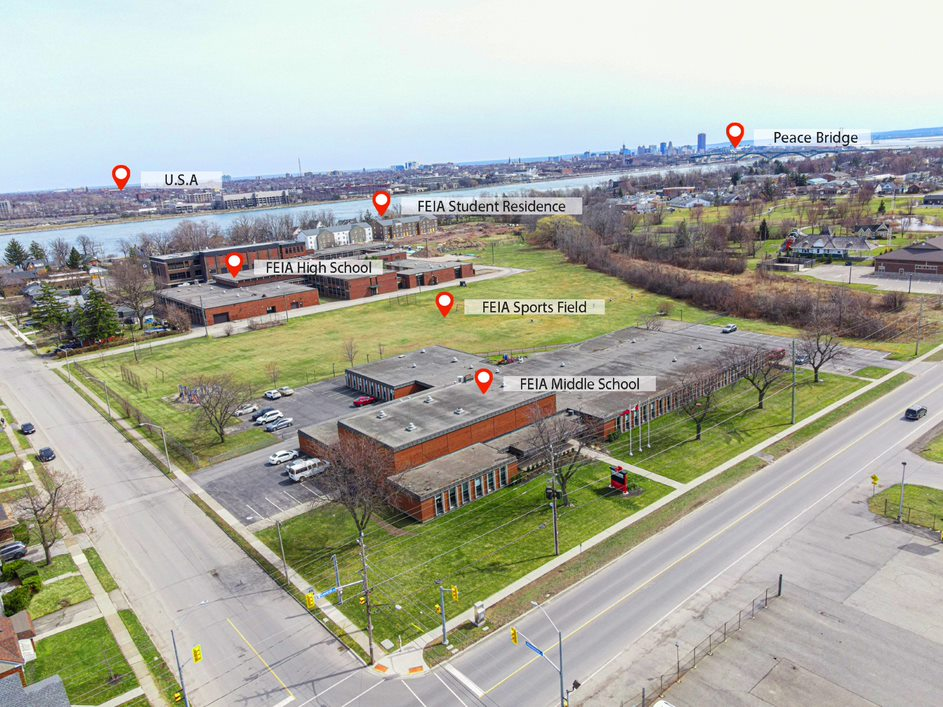 Peace Bridge
U.S.A
FEIA Student Residence
FEIA High School
FEIA Sports Field
FEIA Middle School